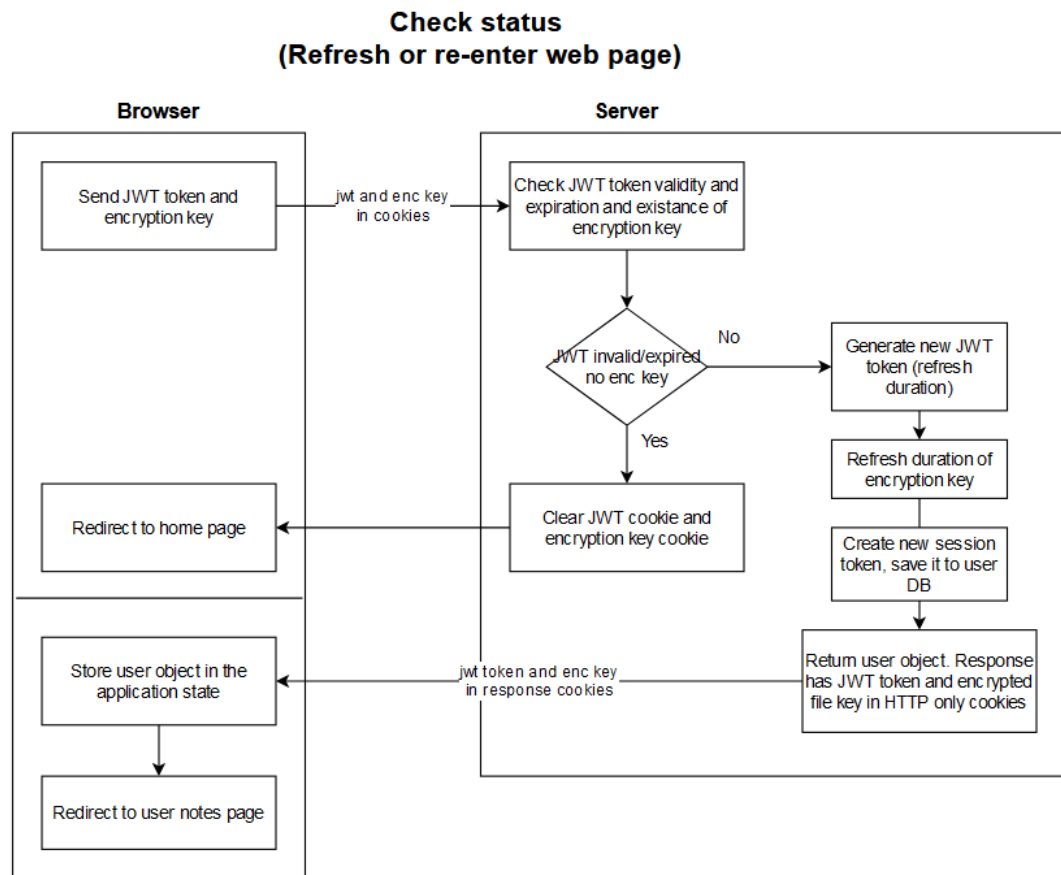 Check status
(Refresh or re-enter web page)
Browser
Server
Send JWT token and
encryption key
jwt and enc key
in cookies
Check JWT token validity and
expiration and existance of
encryption key
JWT invalid/expired
no enc key
No
Generate new JWT
token (refresh
duration)
Yes
Refresh duration of
encryption key
Redirect to home page
Clear JWT cookie and
encryption key cookie
Create new session
token, save it to user
DB
Store user object in the
application state
jwt token and enc key
in response cookies
Return user object. Response
has JWT token and encrypted
file key in HTTP only cookies
Redirect to user notes page